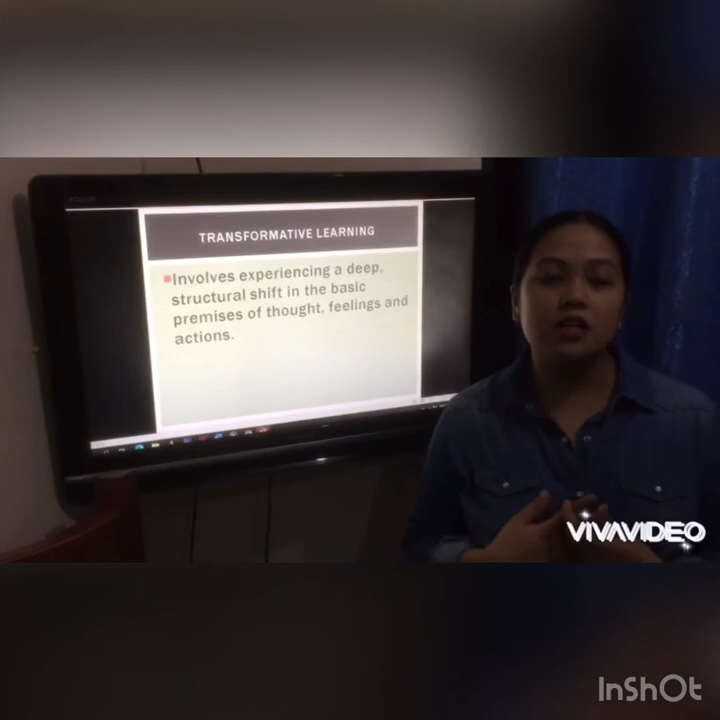 TRANSFORMATIVE LEARNING
Involves experiencing a deep,
structural shift in the basic
premises of thought, feelings and
actions.
VIVAVIDEO
InShOt